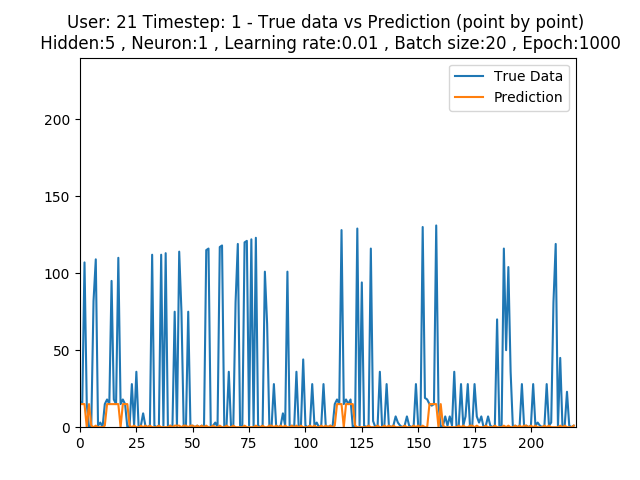 User: 21 Timestep: 1 - True data vs Prediction (point by point)
Hidden:5 , Neuron:1 , Learning rate:0.01 , Batch size:20 , Epoch:1000
True Data
Prediction
200
150
100
50
0
0 25 50 75 100 125 150 175 200